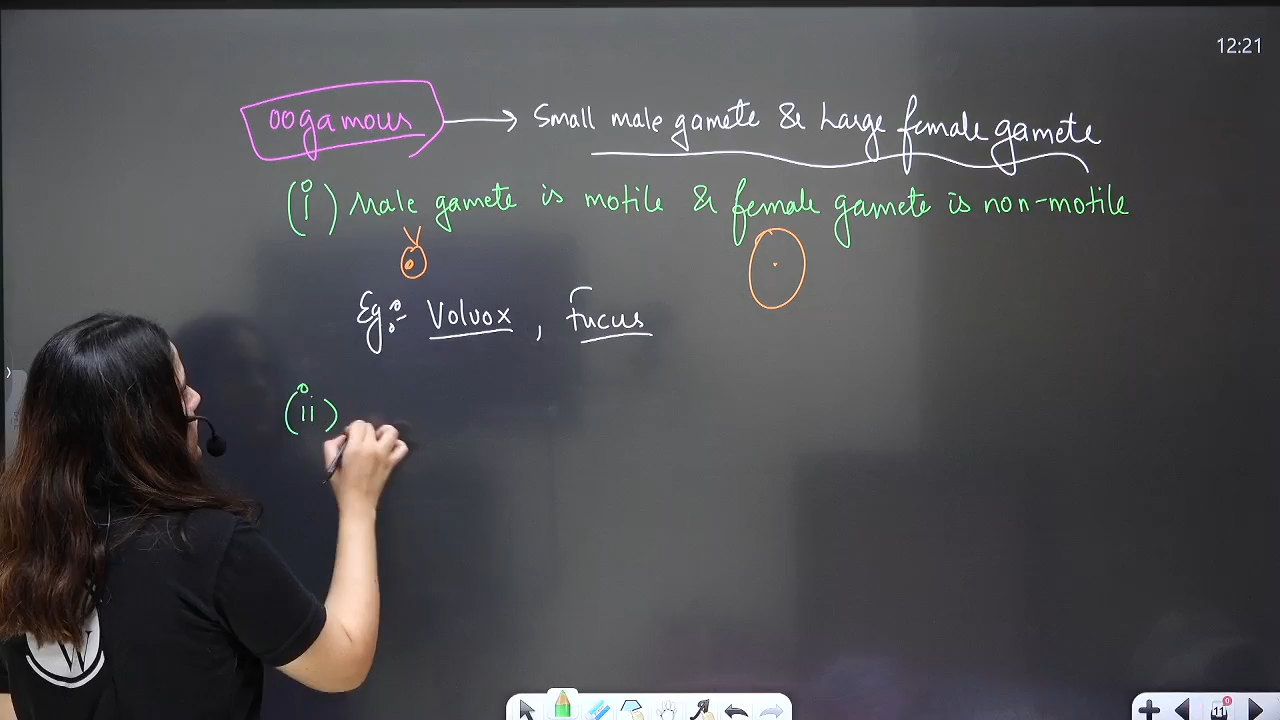 12:21
oogamous → Small male gamete & Large female gamete
(i) Male gamete is motile & female gamete is non-motile
Eg:- Volvox, Fucus
(ii)
W
11